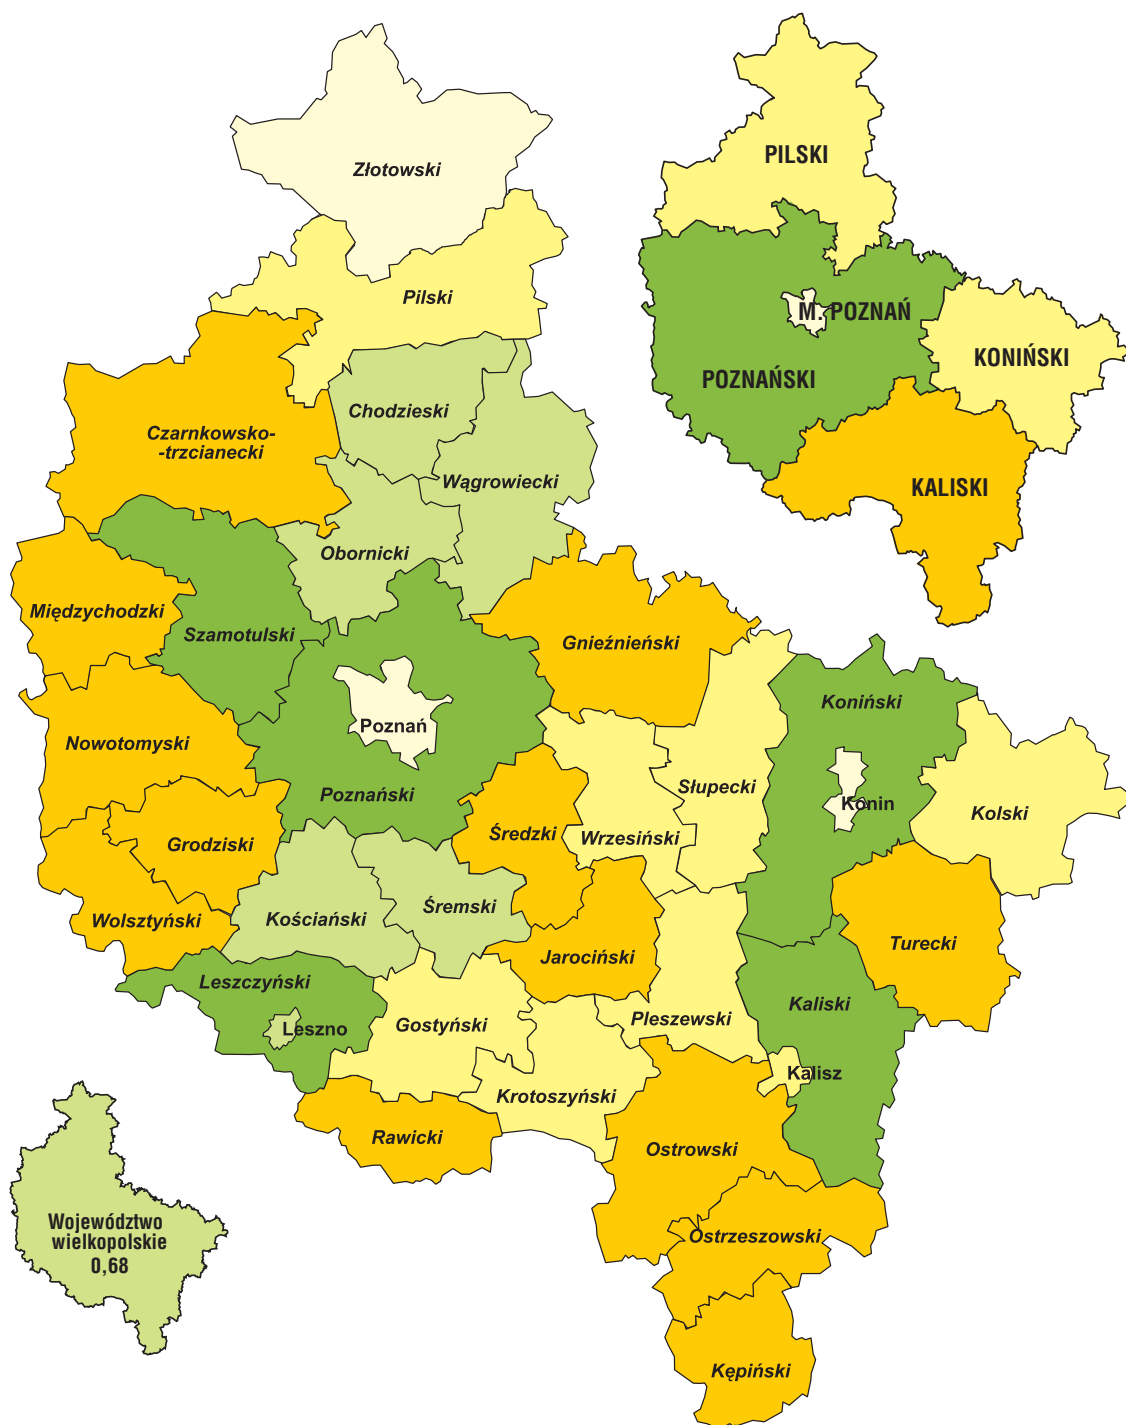 Złotowski
PILSKI
Pilski
M. POZNAŃ
KONIŃSKI
POZNAŃSKI
Chodzieski
Czarnkowsko-
-trzcianecki
Wągrowiecki
KALISKI
Obornicki
Międzychodzki
Szamotulski
Gnieźnieński
Koniński
Poznań
Nowotomyski
Słupecki
Poznański
Konin
Kolski
Średzki
Wrzesiński
Grodziski
Śremski
Wolsztyński
Kościański
Turecki
Jarociński
Leszczyński
Kaliski
Pleszewski
Gostyński
Leszno
Kalisz
Krotoszyński
Rawicki
Ostrowski
Województwo
wielkopolskie
0,68
Ostrzeszowski
Kępiński